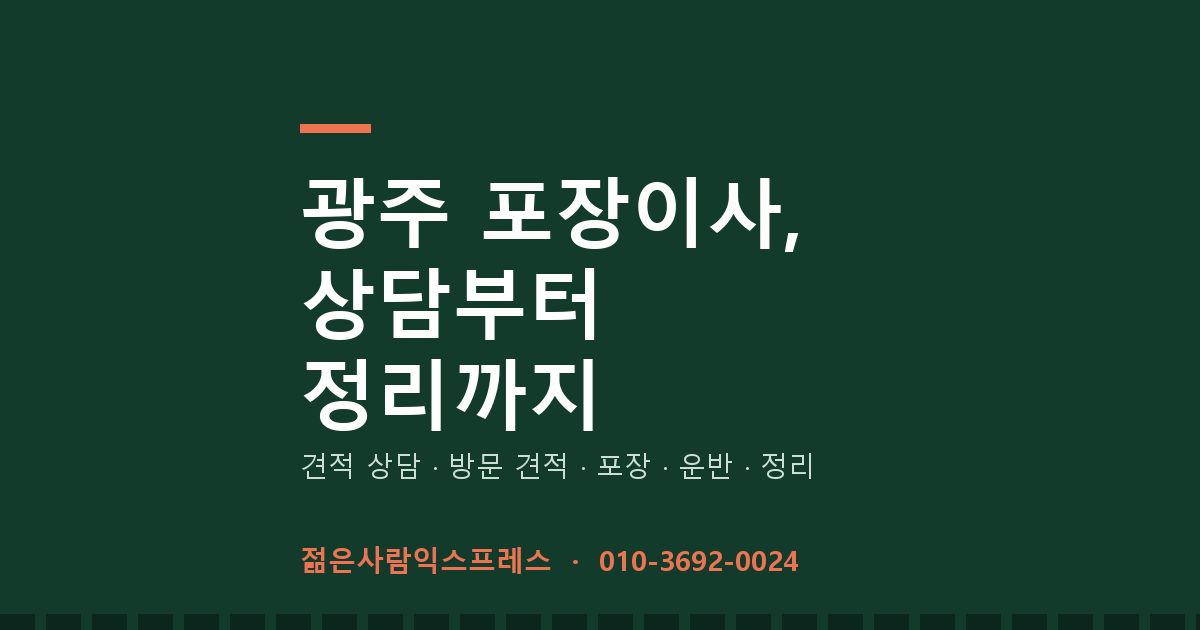 광주 포장이사,
상담부터
정리까지
견적 상담 · 방문 견적 · 포장 · 운반 · 정리
젊은사람익스프레스 · 010-3692-0024